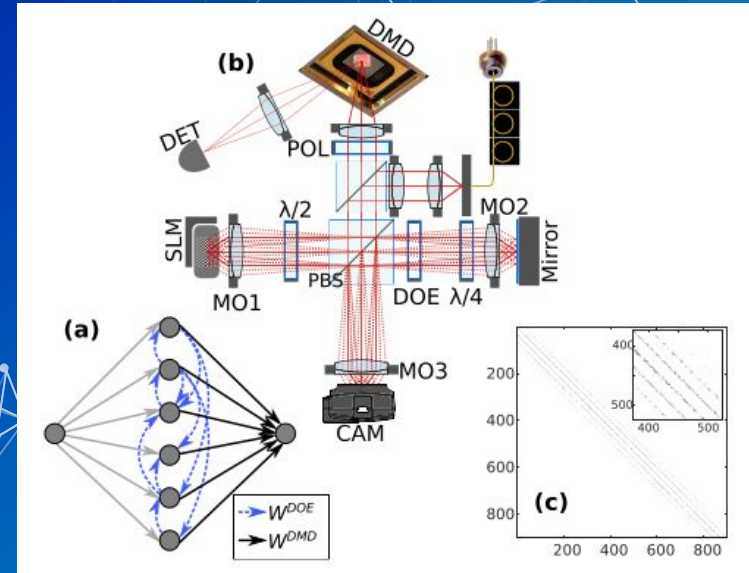 (b)
DMD
DET
POL
λ/2
MO2
SLM
Mirror
MO1
PBS
DOE
λ/4
(a)
MO3
CAM
W^DOE
W^DMD
200
400
600
800
200
400
600
800
400
500
400
500
(c)